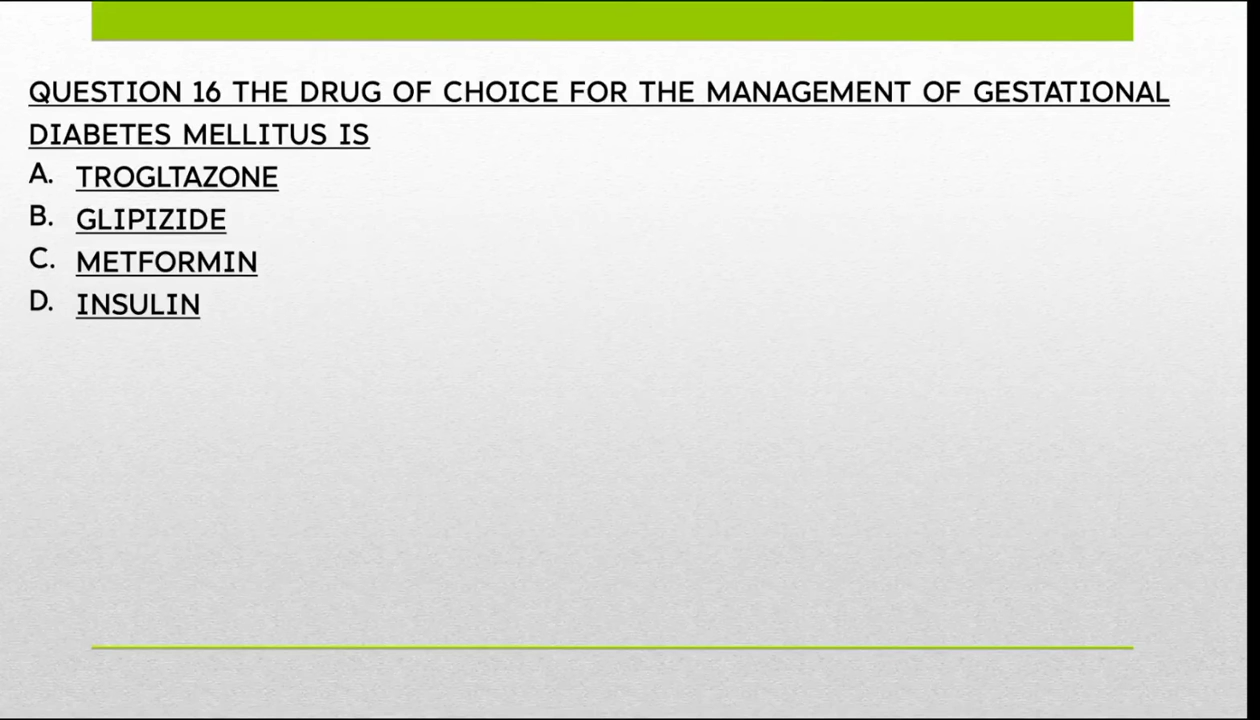 QUESTION 16 THE DRUG OF CHOICE FOR THE MANAGEMENT OF GESTATIONAL
DIABETES MELLITUS IS
A. TROGLTAZONE
B. GLIPIZIDE
C. METFORMIN
D. INSULIN